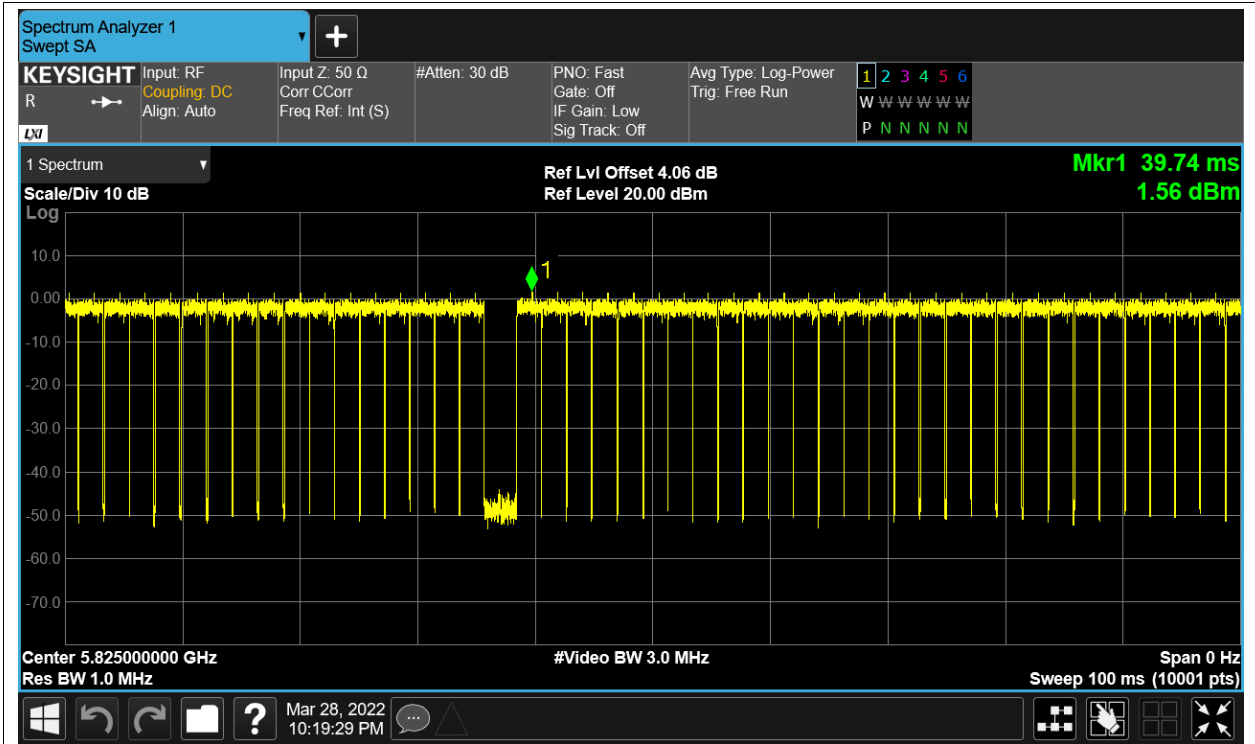 Spectrum Analyzer 1
Swept SA
KEYSIGHT
R
LXI
Input: RF
Coupling: DC
Align: Auto
Input Z: 50 Ω
Corr CCorr
Freq Ref: Int (S)
#Atten: 30 dB
PNO: Fast
Gate: Off
IF Gain: Low
Sig Track: Off
Avg Type: Log-Power
Trig: Free Run
1 2 3 4 5 6
W W W W W W
P N N N N N
1 Spectrum
Scale/Div 10 dB
Ref Lvl Offset 4.06 dB
Ref Level 20.00 dBm
Mkr1 39.74 ms
1.56 dBm
Log
10.0
0.00
-10.0
-20.0
-30.0
-40.0
-50.0
-60.0
-70.0
1
Center 5.825000000 GHz
Res BW 1.0 MHz
#Video BW 3.0 MHz
Span 0 Hz
Sweep 100 ms (10001 pts)
?
Mar 28, 2022
10:19:29 PM